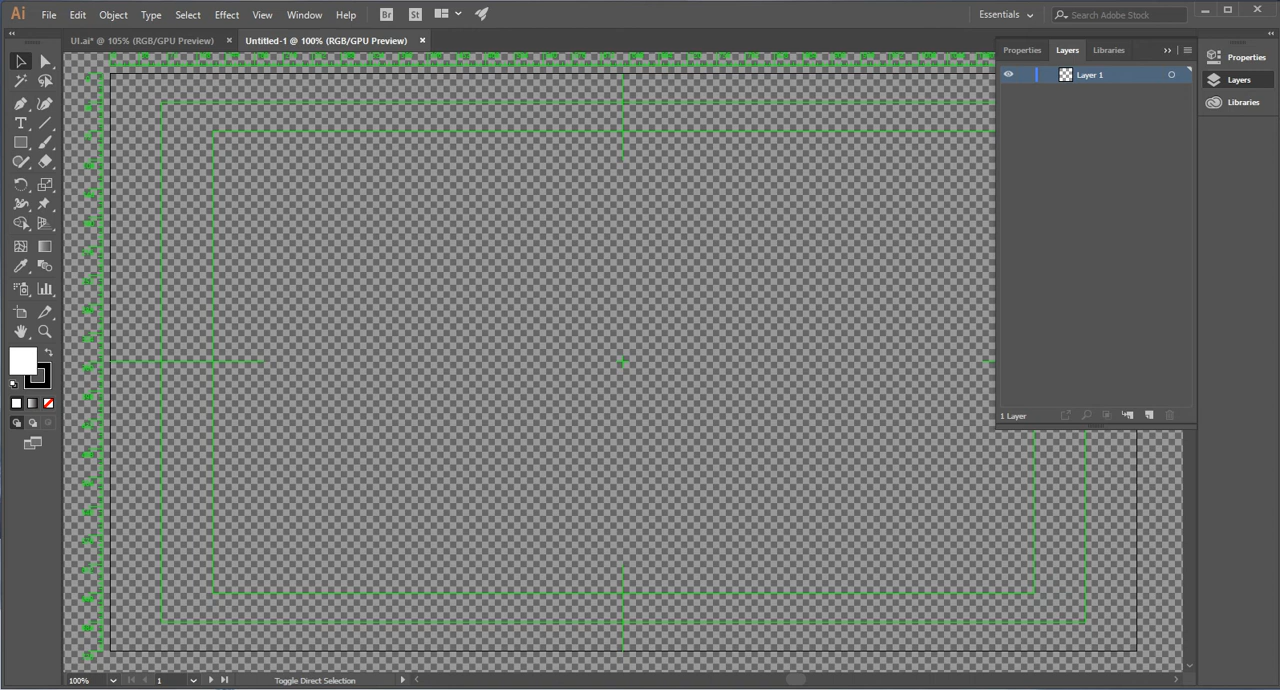 Ai File Edit Object Type Select Effect View Window Help Br St Essentials Search Adobe Stock
UI.ai* @ 105% (RGB/GPU Preview) Untitled-1 @ 100% (RGB/GPU Preview)
Properties Layers Libraries
Layer 1
Properties
Layers
Libraries
1 Layer
100% 1 Toggle Direct Selection